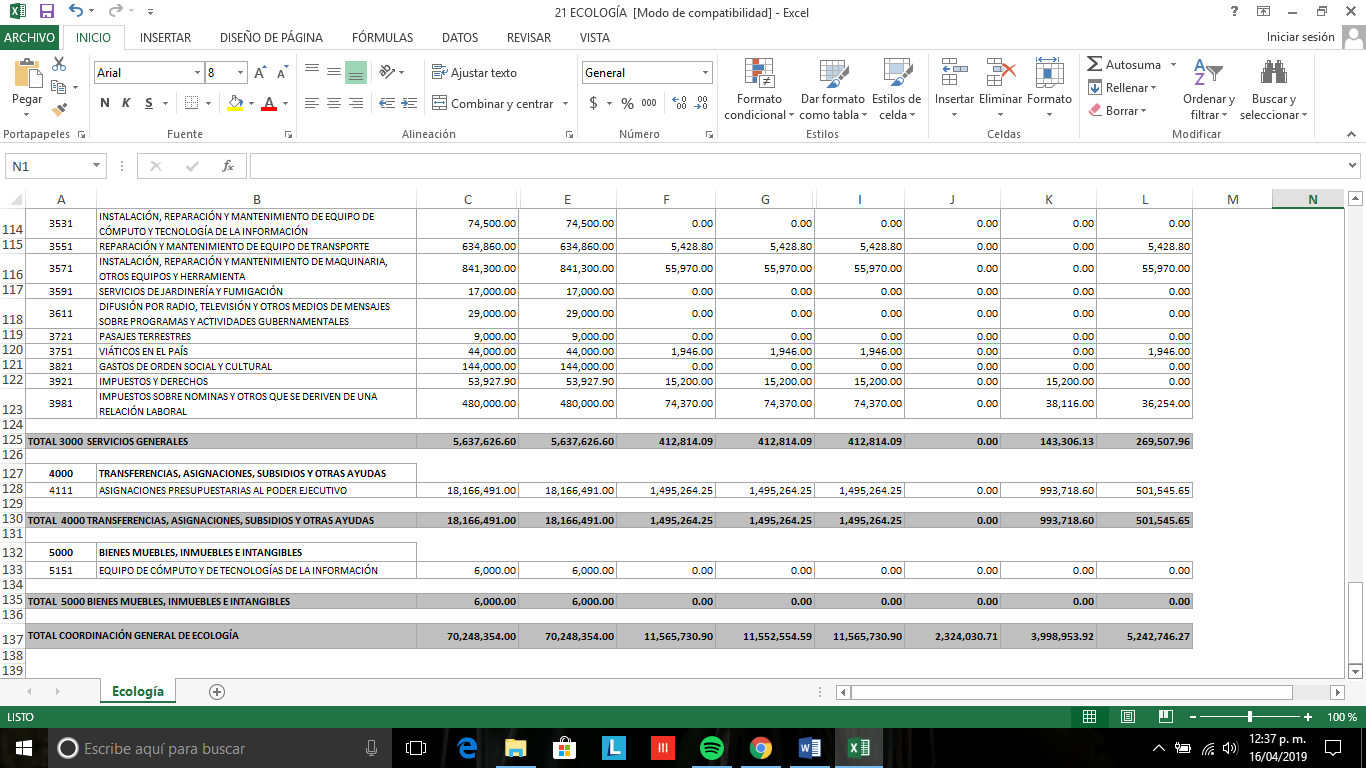 21 ECOLOGÍA [Modo de compatibilidad] - Excel
ARCHIVO INICIO INSERTAR DISEÑO DE PÁGINA FÓRMULAS DATOS REVISAR VISTA Iniciar sesión
Pegar
Portapapeles
Arial 8
N K S
Fuente
Ajustar texto
Combinar y centrar
Alineación
General
$ % 000
Número
Formato condicional
Dar formato como tabla
Estilos de celda
Estilos
Insertar Eliminar Formato
Celdas
Autosuma
Rellenar
Borrar
Ordenar y filtrar
Buscar y seleccionar
Modificar
N1 fx
A B C E F G I J K L M N
114 3531 INSTALACIÓN, REPARACIÓN Y MANTENIMIENTO DE EQUIPO DE CÓMPUTO Y TECNOLOGÍA DE LA INFORMACIÓN 74,500.00 74,500.00 0.00 0.00 0.00 0.00 0.00 0.00
115 3551 REPARACIÓN Y MANTENIMIENTO DE EQUIPO DE TRANSPORTE 634,860.00 634,860.00 5,428.80 5,428.80 5,428.80 0.00 0.00 5,428.80
116 3571 INSTALACIÓN, REPARACIÓN Y MANTENIMIENTO DE MAQUINARIA, OTROS EQUIPOS Y HERRAMIENTA 841,300.00 841,300.00 55,970.00 55,970.00 55,970.00 0.00 0.00 55,970.00
117 3591 SERVICIOS DE JARDINERÍA Y FUMIGACIÓN 17,000.00 17,000.00 0.00 0.00 0.00 0.00 0.00 0.00
118 3611 DIFUSIÓN POR RADIO, TELEVISIÓN Y OTROS MEDIOS DE MENSAJES SOBRE PROGRAMAS Y ACTIVIDADES GUBERNAMENTALES 29,000.00 29,000.00 0.00 0.00 0.00 0.00 0.00 0.00
119 3721 PASAJES TERRESTRES 9,000.00 9,000.00 0.00 0.00 0.00 0.00 0.00 0.00
120 3751 VIÁTICOS EN EL PAÍS 44,000.00 44,000.00 1,946.00 1,946.00 1,946.00 0.00 0.00 1,946.00
121 3821 GASTOS DE ORDEN SOCIAL Y CULTURAL 144,000.00 144,000.00 0.00 0.00 0.00 0.00 0.00 0.00
122 3921 IMPUESTOS Y DERECHOS 53,927.90 53,927.90 15,200.00 15,200.00 15,200.00 0.00 15,200.00 0.00
123 3981 IMPUESTOS SOBRE NOMINAS Y OTROS QUE SE DERIVEN DE UNA RELACIÓN LABORAL 480,000.00 480,000.00 74,370.00 74,370.00 74,370.00 0.00 38,116.00 36,254.00
124
125 TOTAL 3000 SERVICIOS GENERALES 5,637,626.60 5,637,626.60 412,814.09 412,814.09 412,814.09 0.00 143,306.13 269,507.96
126
127 4000 TRANSFERENCIAS, ASIGNACIONES, SUBSIDIOS Y OTRAS AYUDAS
128 4111 ASIGNACIONES PRESUPUESTARIAS AL PODER EJECUTIVO 18,166,491.00 18,166,491.00 1,495,264.25 1,495,264.25 1,495,264.25 0.00 993,718.60 501,545.65
129
130 TOTAL 4000 TRANSFERENCIAS, ASIGNACIONES, SUBSIDIOS Y OTRAS AYUDAS 18,166,491.00 18,166,491.00 1,495,264.25 1,495,264.25 1,495,264.25 0.00 993,718.60 501,545.65
131
132 5000 BIENES MUEBLES, INMUEBLES E INTANGIBLES
133 5151 EQUIPO DE CÓMPUTO Y DE TECNOLOGÍAS DE LA INFORMACIÓN 6,000.00 6,000.00 0.00 0.00 0.00 0.00 0.00 0.00
134
135 TOTAL 5000 BIENES MUEBLES, INMUEBLES E INTANGIBLES 6,000.00 6,000.00 0.00 0.00 0.00 0.00 0.00 0.00
136
137 TOTAL COORDINACIÓN GENERAL DE ECOLOGÍA 70,248,354.00 70,248,354.00 11,565,730.90 11,552,554.59 11,565,730.90 2,324,030.71 3,998,953.92 5,242,746.27
138
139
Ecología
LISTO 100 %
Escribe aquí para buscar
12:37 p. m.
16/04/2019